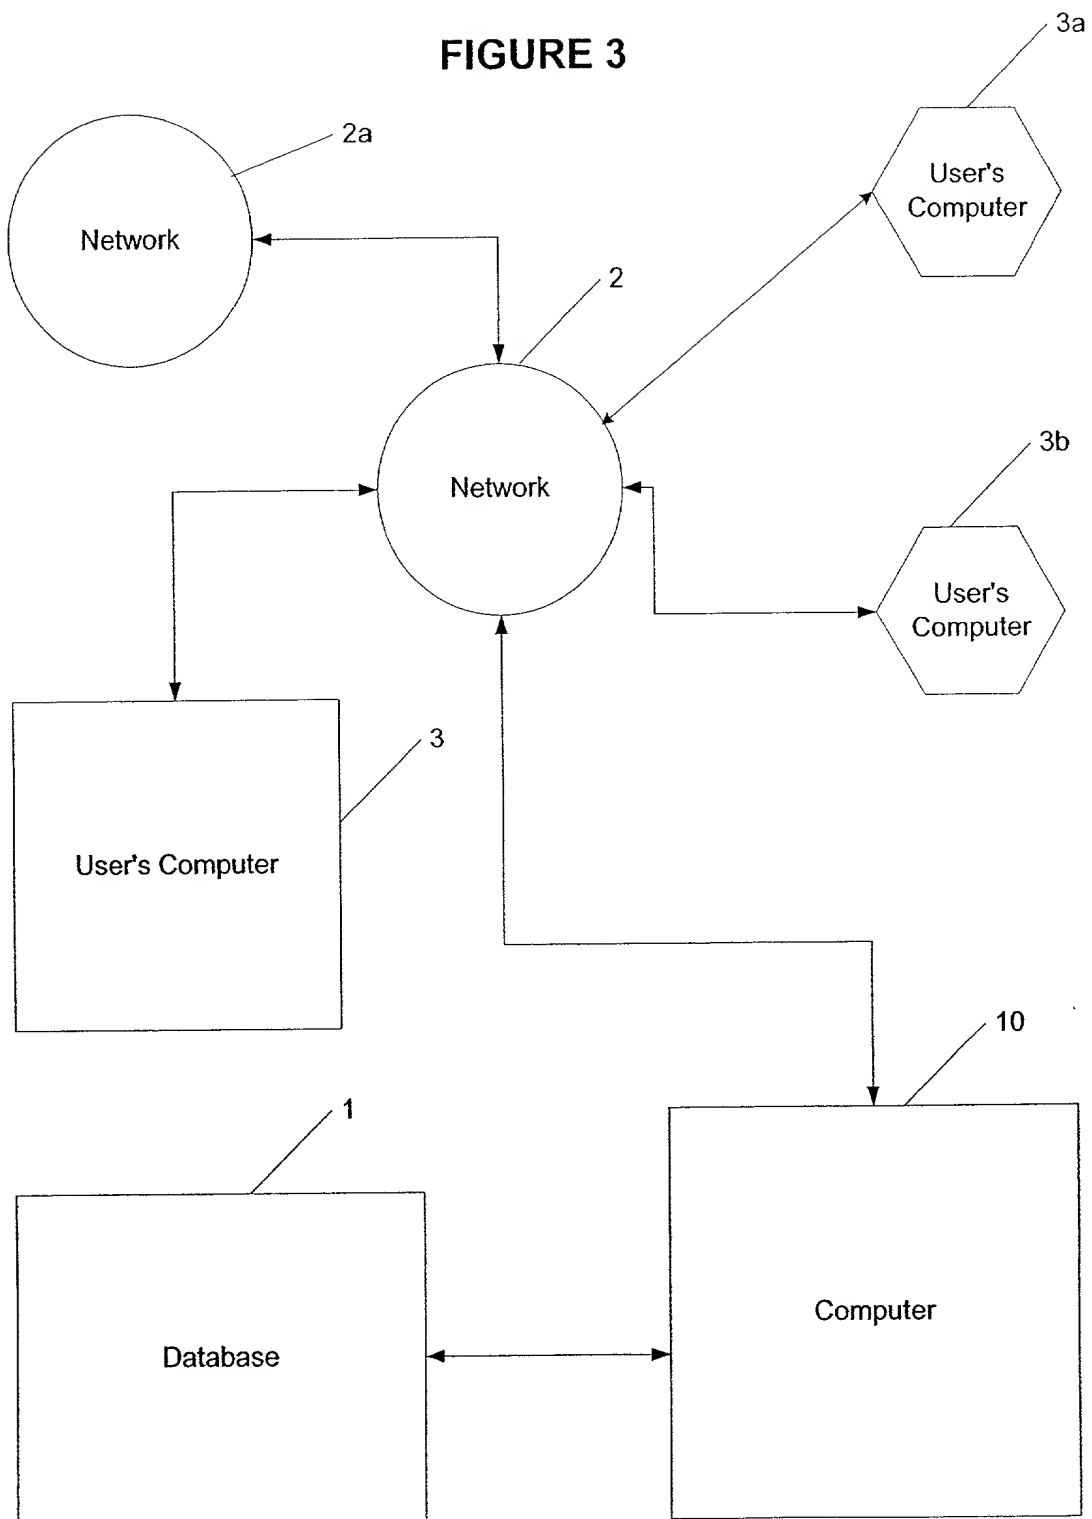 FIGURE 3
3a
2a
User's
Computer
Network
2
3b
Network
User's
Computer
3
User's Computer
10
1
Computer
Database